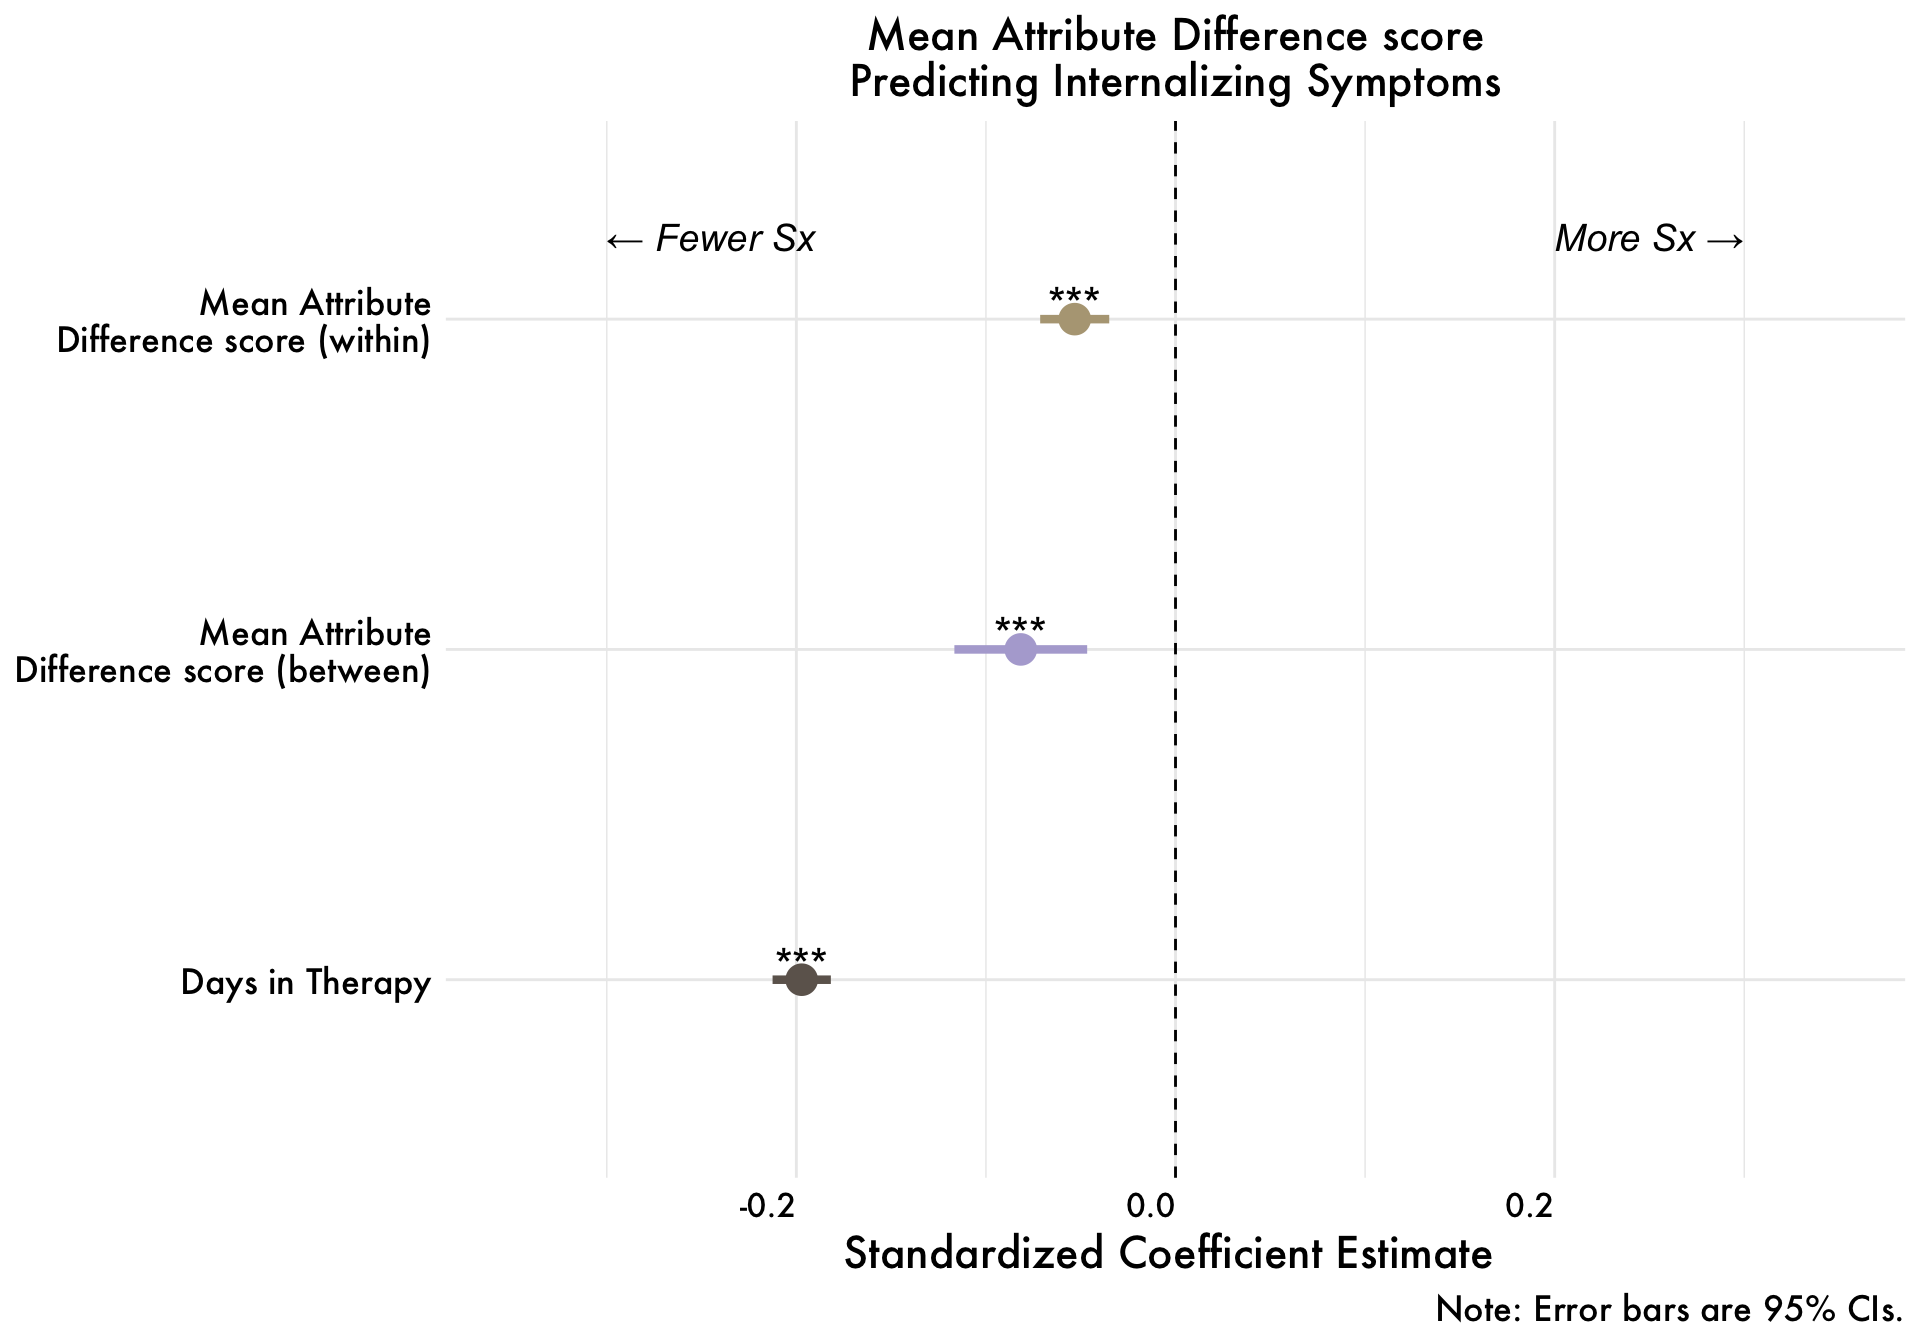 Mean Attribute Difference score
Predicting Internalizing Symptoms
← Fewer Sx
More Sx →
Mean Attribute
Difference score (within)
***
Mean Attribute
Difference score (between)
***
Days in Therapy
***
-0.2
0.0
0.2
Standardized Coefficient Estimate
Note: Error bars are 95% CIs.